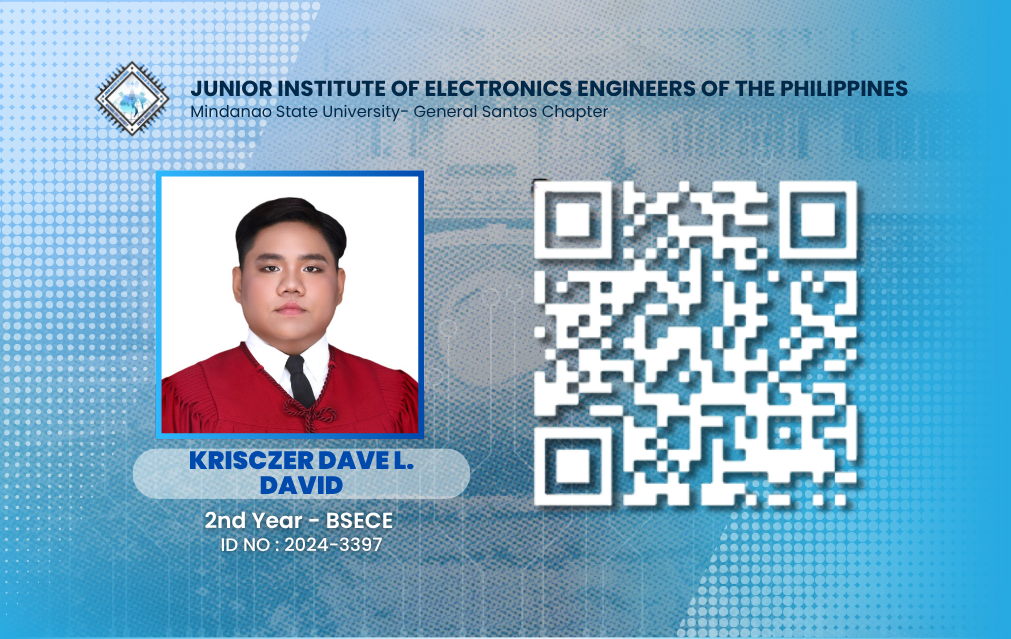 JUNIOR INSTITUTE OF ELECTRONICS ENGINEERS OF THE PHILIPPINES
Mindanao State University- General Santos Chapter
KRISCZER DAVE L.
DAVID
2nd Year - BSECE
ID NO : 2024-3397